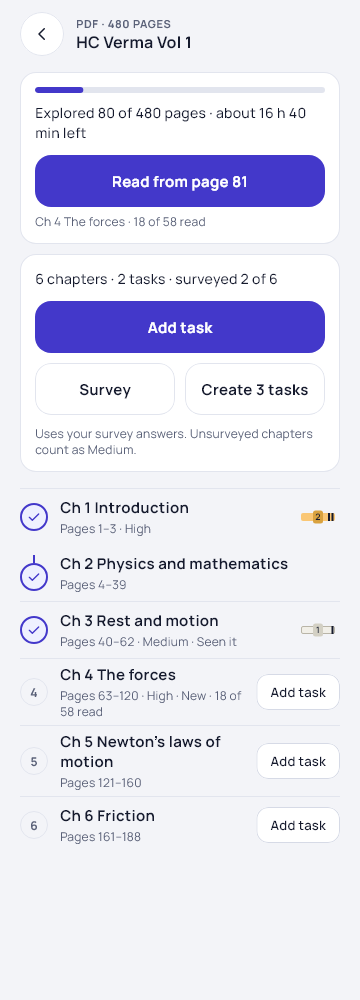 PDF · 480 PAGES
HC Verma Vol 1
Explored 80 of 480 pages · about 16 h 40
min left
Read from page 81
Ch 4 The forces · 18 of 58 read
6 chapters · 2 tasks · surveyed 2 of 6
Add task
Survey
Create 3 tasks
Uses your survey answers. Unsurveyed chapters
count as Medium.
Ch 1 Introduction
Pages 1–3 · High
2
Ch 2 Physics and mathematics
Pages 4–39
Ch 3 Rest and motion
Pages 40–62 · Medium · Seen it
1
4
Ch 4 The forces
Pages 63–120 · High · New · 18 of
58 read
Add task
5
Ch 5 Newton's laws of
motion
Pages 121–160
Add task
6
Ch 6 Friction
Pages 161–188
Add task